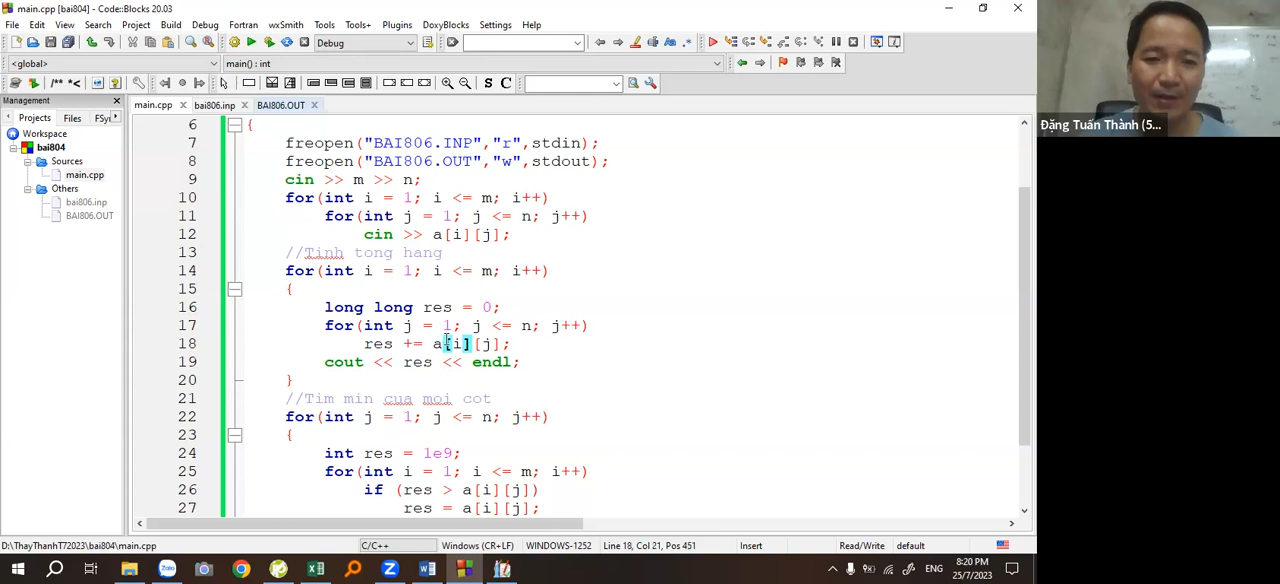 main.cpp [bai804] - Code::Blocks 20.03
File Edit View Search Project Build Debug Fortran wxSmith Tools Tools+ Plugins DoxyBlocks Settings Help
Debug
<global> main() : int
/** *< S C
Management
Projects Files FSy
Workspace
bai804
Sources
main.cpp
Others
bai806.inp
BAI806.OUT
main.cpp bai806.inp BAI806.OUT
6 {
7 freopen("BAI806.INP","r",stdin);
8 freopen("BAI806.OUT","w",stdout);
9 cin >> m >> n;
10 for(int i = 1; i <= m; i++)
11 for(int j = 1; j <= n; j++)
12 cin >> a[i][j];
13 //Tinh tong hang
14 for(int i = 1; i <= m; i++)
15 {
16 long long res = 0;
17 for(int j = 1; j <= n; j++)
18 res += a[i][j];
19 cout << res << endl;
20 }
21 //Tim min cua moi cot
22 for(int j = 1; j <= n; j++)
23 {
24 int res = 1e9;
25 for(int i = 1; i <= m; i++)
26 if (res > a[i][j])
27 res = a[i][j];
D:\ThayThanhT72023\bai804\main.cpp C/C++ Windows (CR+LF) WINDOWS-1252 Line 18, Col 21, Pos 451 Insert Read/Write default
Zalo Z ENG 8:20 PM
25/7/2023
Đặng Tuấn Thành (5...